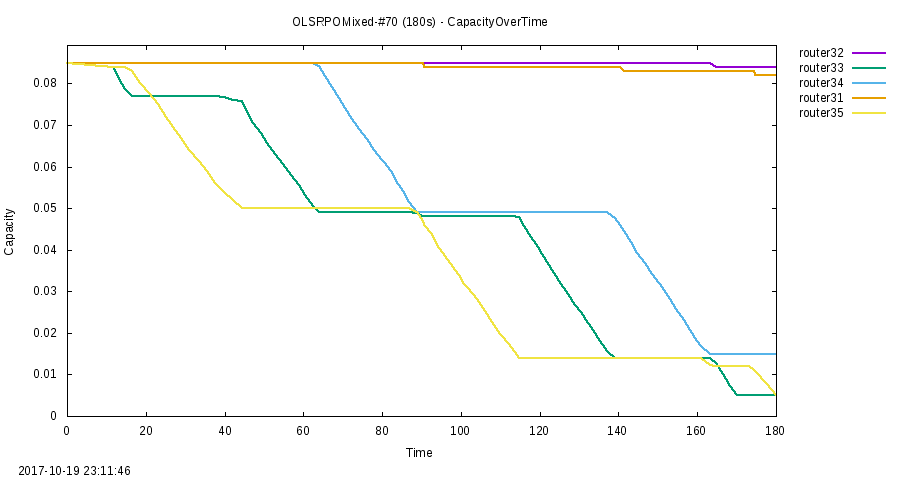 OLSRPOMixed-#70 (180s) - CapacityOverTime
router32
router33
router34
router31
router35
0.08
0.07
0.06
0.05
0.04
0.03
0.02
0.01
0
Capacity
0 20 40 60 80 100 120 140 160 180
Time
2017-10-19 23:11:46